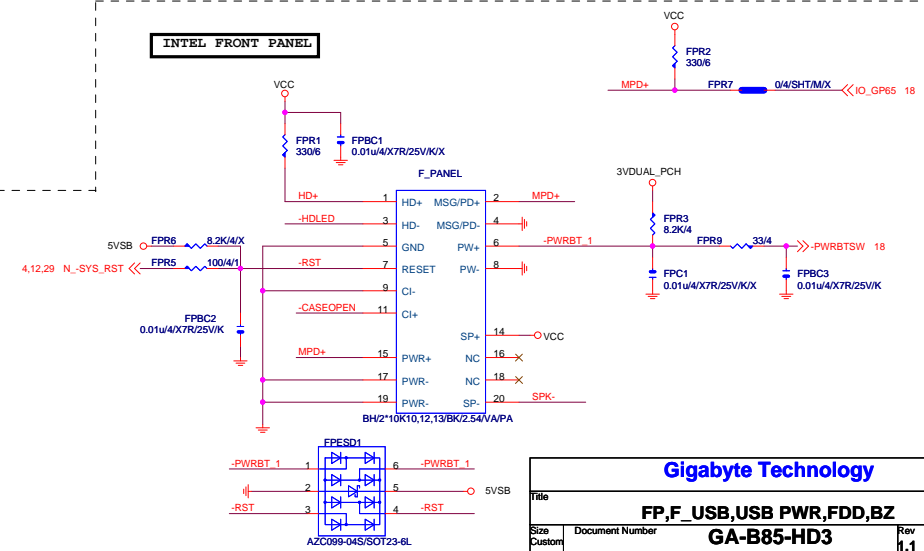 INTEL FRONT PANEL
VCC
FPR2
330/6
MPD+
FPR7
0/4/SHT/M/X
IO_GP65 18
VCC
FPR1
330/6
FPBC1
0.01u/4/X7R/25V/K/X
F_PANEL
HD+ 1 HD+ MSG/PD+ 2 MPD+
-HDLED 3 HD- MSG/PD- 4
5 GND PW+ 6 -PWRBT_1
-RST 7 RESET PW- 8
9 CI-
-CASEOPEN 11 CI+
SP+ 14 VCC
MPD+ 15 PWR+ NC 16
17 PWR- NC 18
19 PWR- SP- 20 SPK-
BH/2*10K10,12,13/BK/2.54/VA/PA
5VSB FPR6 8.2K/4/X
4,12,29 N_-SYS_RST FPR5 100/4/1
FPBC2
0.01u/4/X7R/25V/K
3VDUAL_PCH
FPR3
8.2K/4
FPR9 33/4 -PWRBTSW 18
FPC1
0.01u/4/X7R/25V/K/X
FPBC3
0.01u/4/X7R/25V/K
FPESD1
-PWRBT_1 1 6 -PWRBT_1
2 5 5VSB
-RST 3 4 -RST
AZC099-04S/SOT23-6L
Gigabyte Technology
Title
FP,F_USB,USB PWR,FDD,BZ
Size
Custom
Document Number
GA-B85-HD3
Rev
1.1